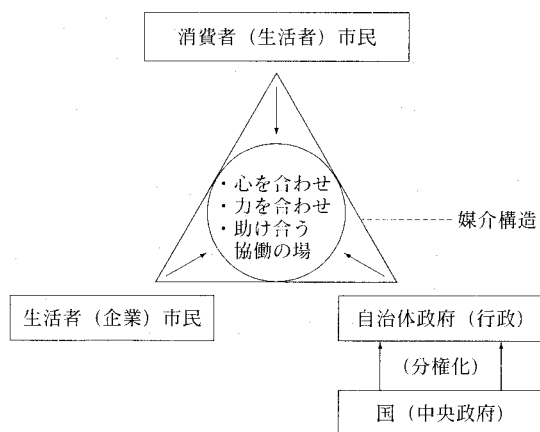 消費者(生活者)市民
・心を合わせ
・力を合わせ
・助け合う
協働の場
媒介構造
生活者(企業)市民
自治体政府(行政)
(分権化)
国(中央政府)